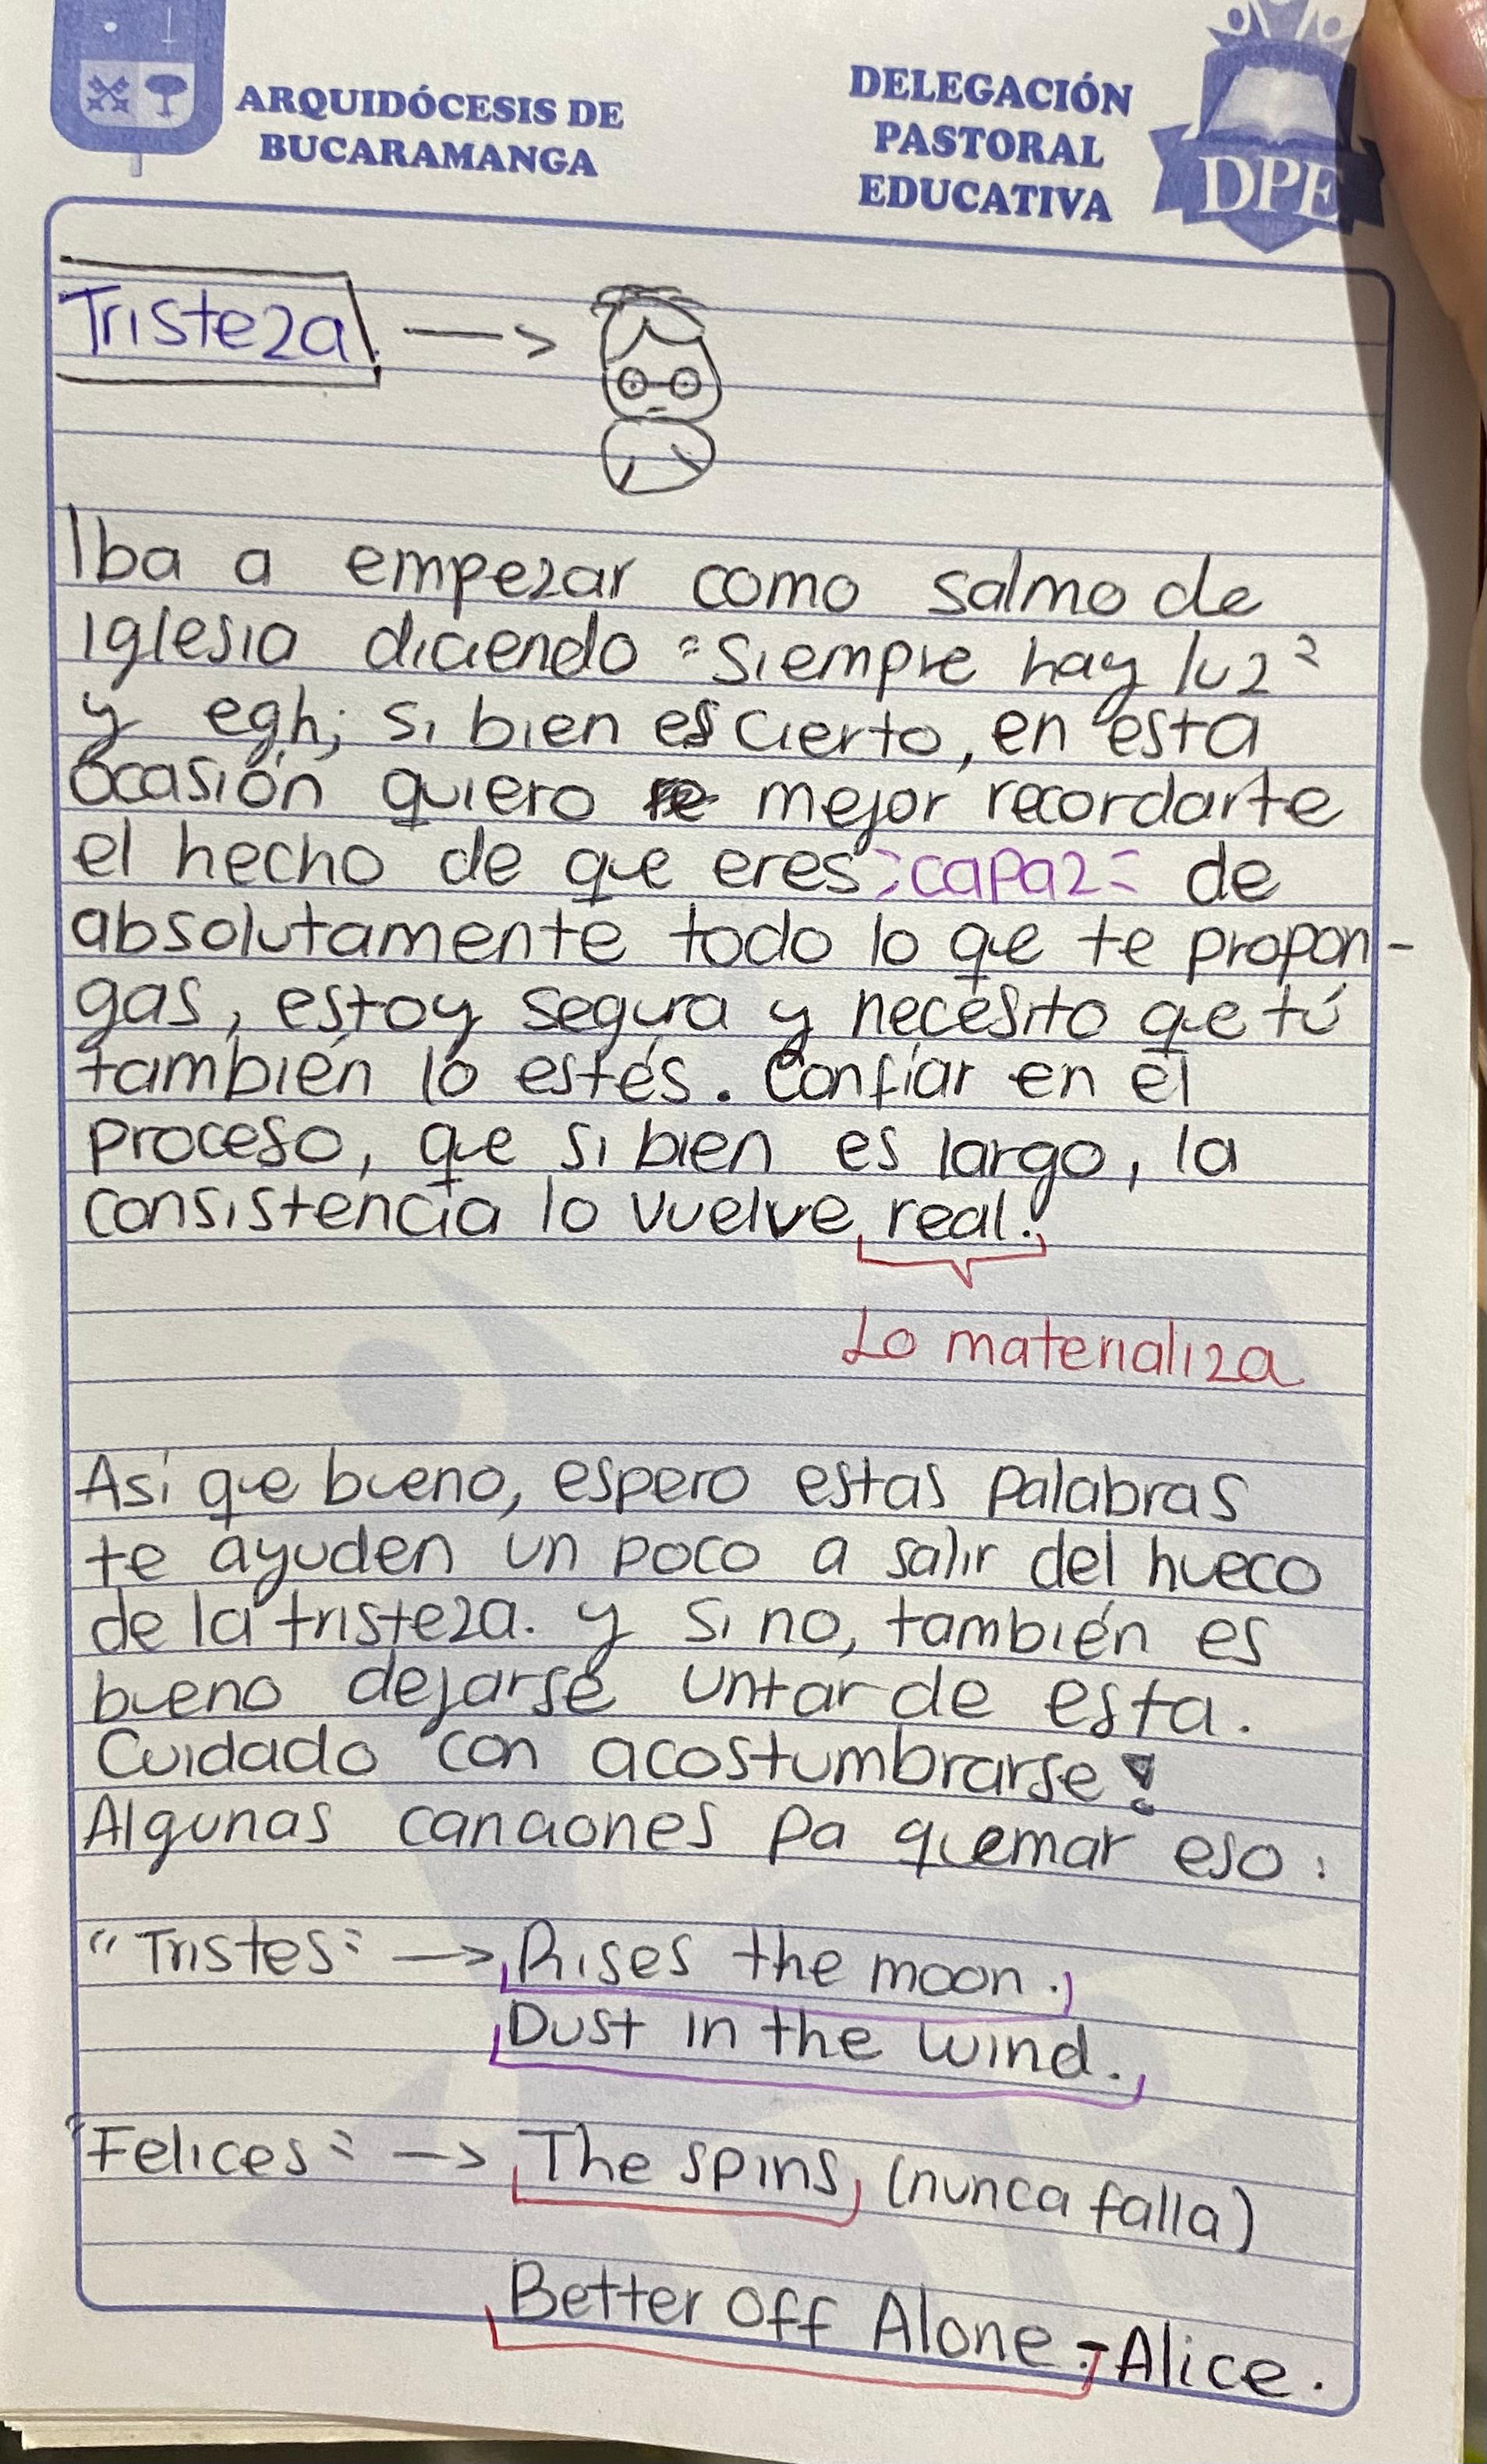 ARQUIDÓCESIS DE
BUCARAMANGA
DELEGACIÓN
PASTORAL
EDUCATIVA
DPE
Tristeza! —>
Iba a empezar como salmo de
iglesia diciendo "Siempre hay luz"
y egh; si bien es cierto, en esta
ocasión quiero mejor recordarte
el hecho de que eres "capaz" de
absolutamente todo lo que te propon-
gas, estoy segura y necesito que tú
también lo estés. Confiar en el
proceso, que si bien es largo, la
consistencia lo vuelve real.
Lo materializa
Así que bueno, espero estas palabras
te ayuden un poco a salir del hueco
de la tristeza. y si no, también es
bueno dejarse untar de esta.
Cuidado con acostumbrarse!
Algunas canciones pa quemar eso:
"Tristes" —> Rises the moon.
Dust in the wind.
"Felices" —> The spins (nunca falla)
Better Off Alone. - Alice.